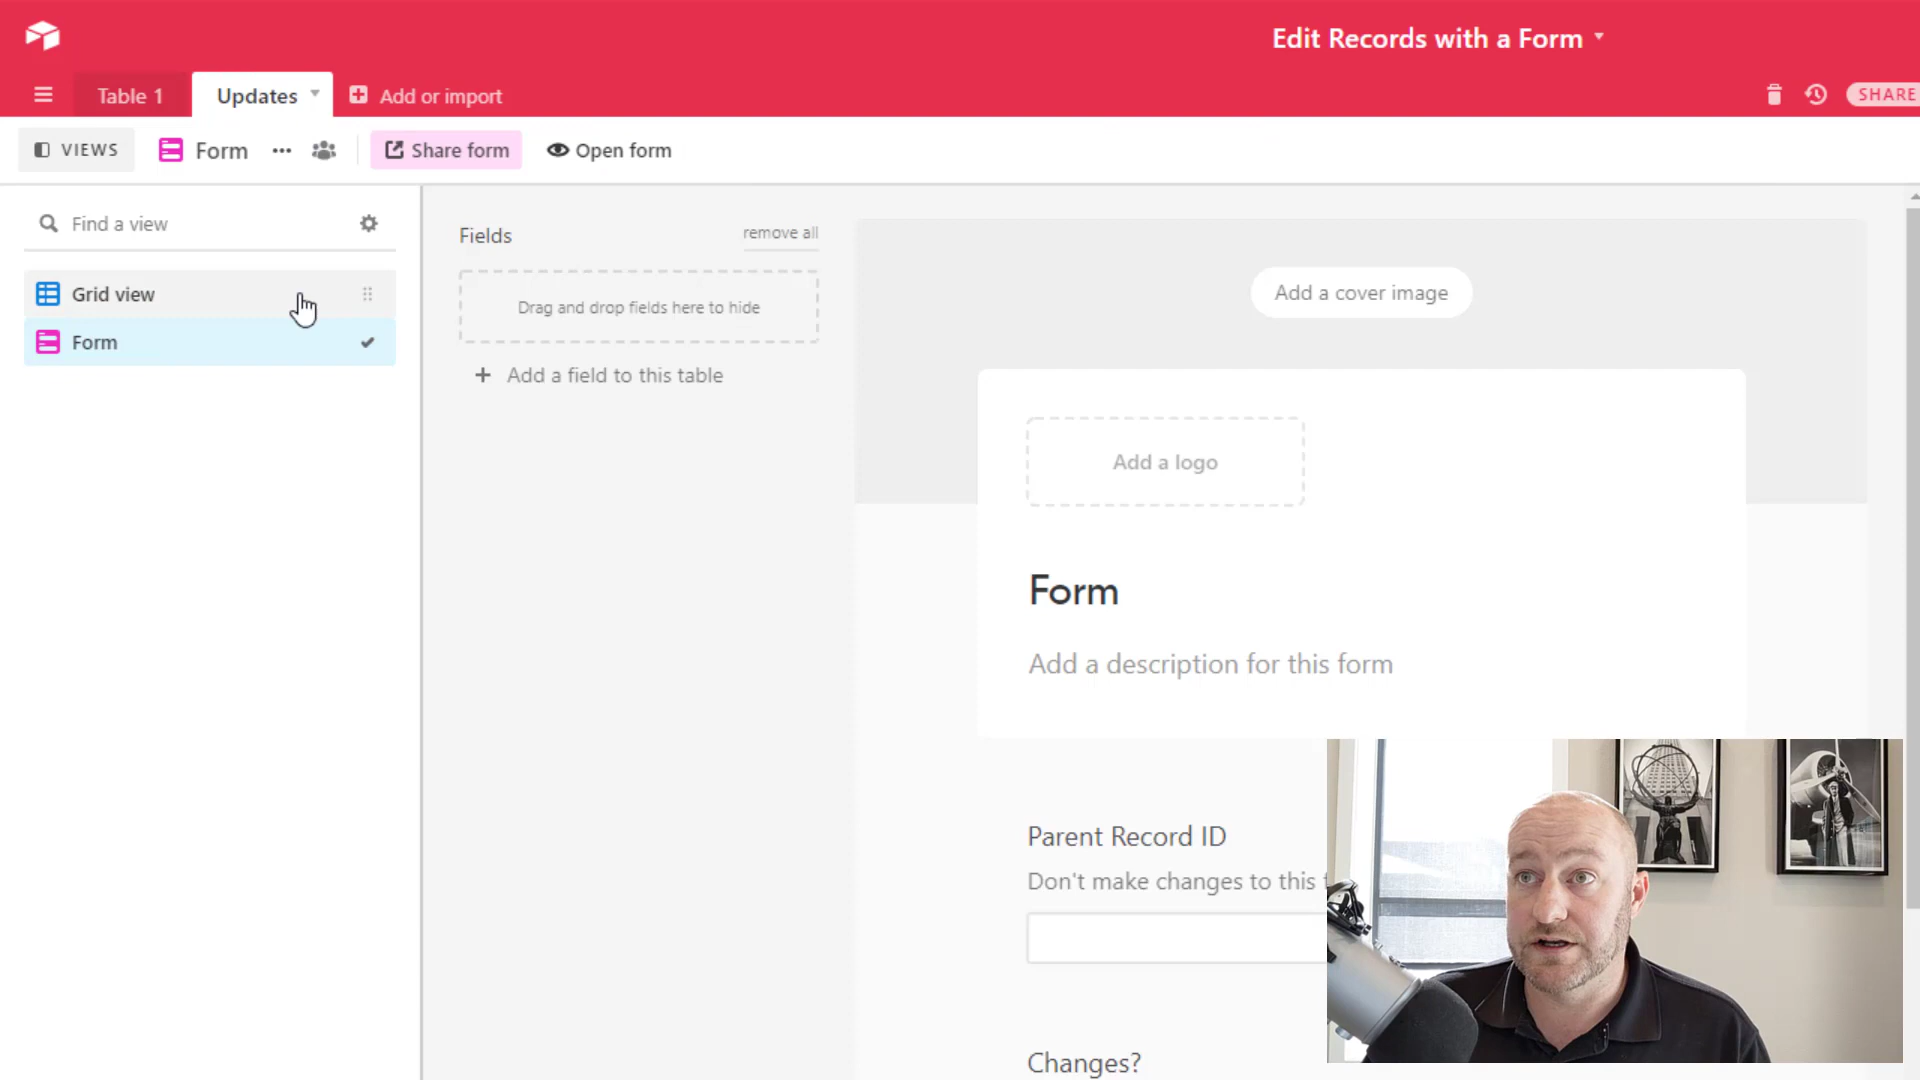 Edit Records with a Form
Table 1
Updates
Add or import
SHARE
VIEWS
Form
Share form
Open form
Find a view
Grid view
Form
Fields
remove all
Drag and drop fields here to hide
Add a field to this table
Add a cover image
Add a logo
Form
Add a description for this form
Parent Record ID
Don't make changes to this
Changes?